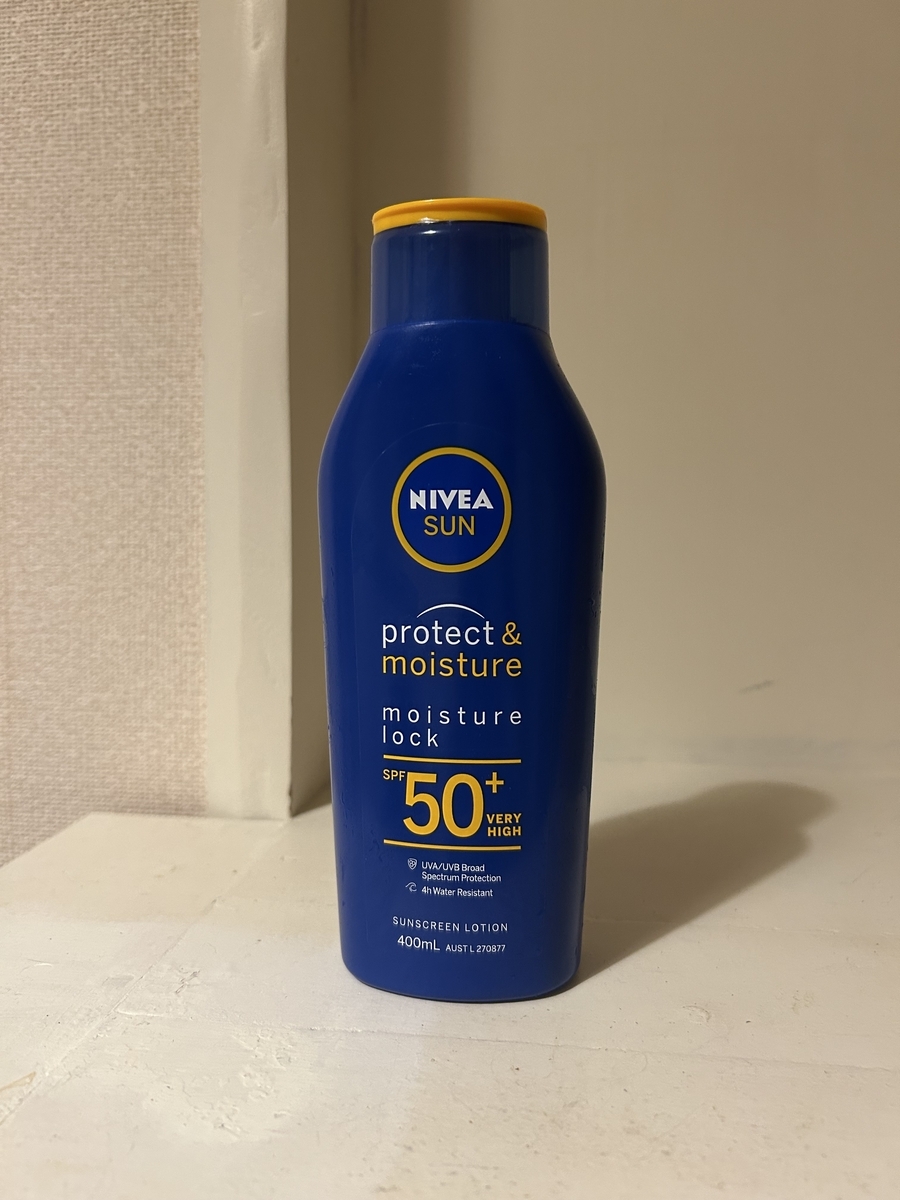 NIVEA
SUN
protect &
moisture
moisture
lock
SPF 50+ VERY
HIGH
UVA/UVB Broad
Spectrum Protection
4h Water Resistant
SUNSCREEN LOTION
400mL AUST L 270877